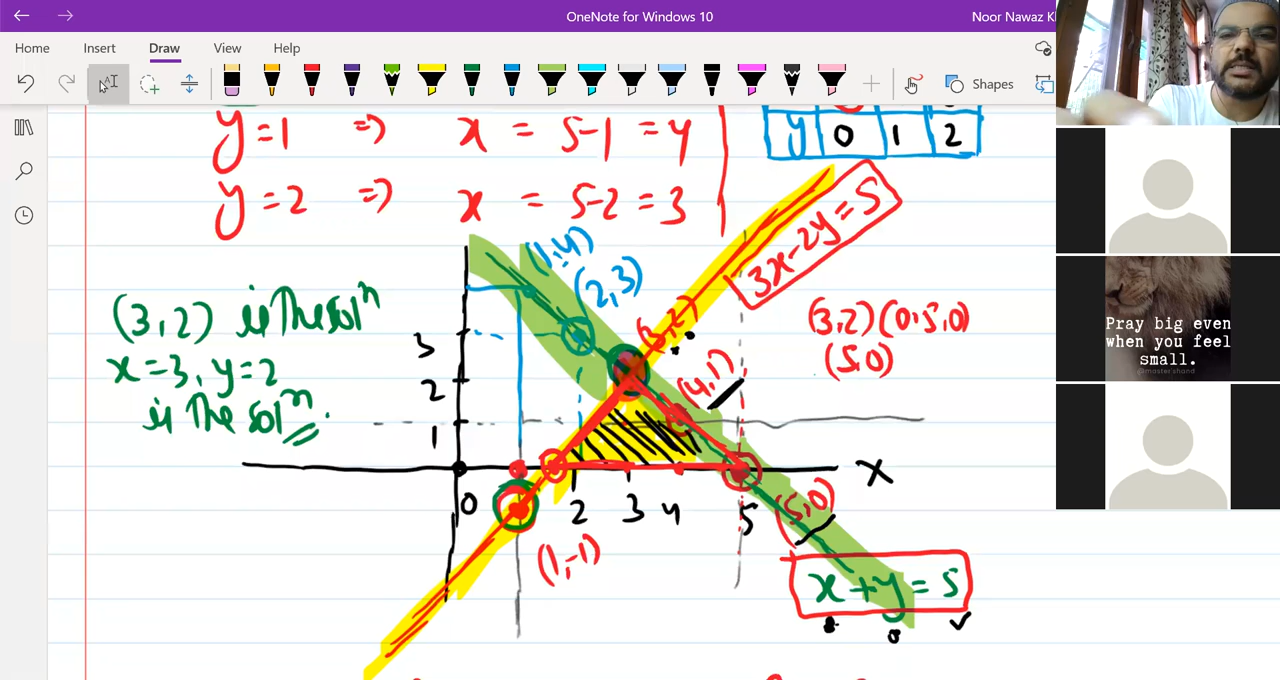 OneNote for Windows 10
Noor Nawaz K
Home Insert Draw View Help
Shapes
y = 1 => x = 5-1 = 4
y = 2 => x = 5-2 = 3
y 0 1 2
3x-2y=5
(1,4)
(2,3)
(3,2)
(4,1)
(3,2) is the solⁿ
x=3, y=2
is the solⁿ.
(3,2) (0.5,0)
(5,0)
3
2
1
0 2 3 4 5
X
(5,0)
(1,-1)
x+y=5
Pray big even
when you feel
small.